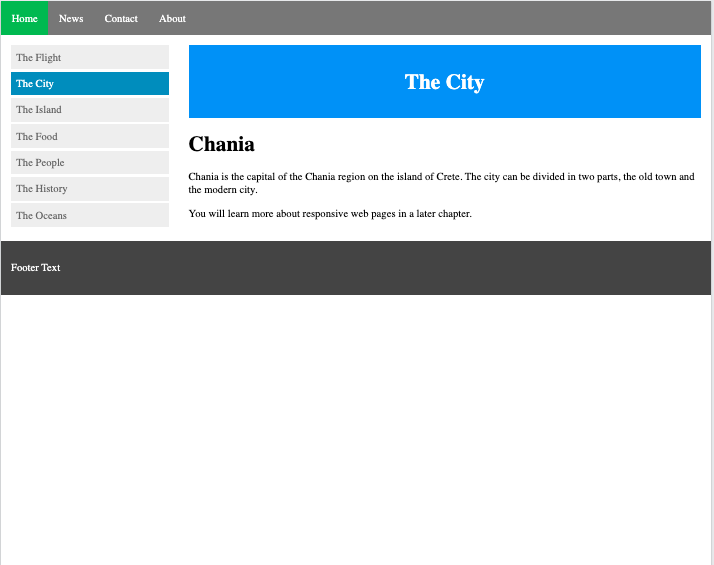 Home News Contact About
The Flight
The City
The Island
The Food
The People
The History
The Oceans
The City
Chania
Chania is the capital of the Chania region on the island of Crete. The city can be divided in two parts, the old town and
the modern city.
You will learn more about responsive web pages in a later chapter.
Footer Text